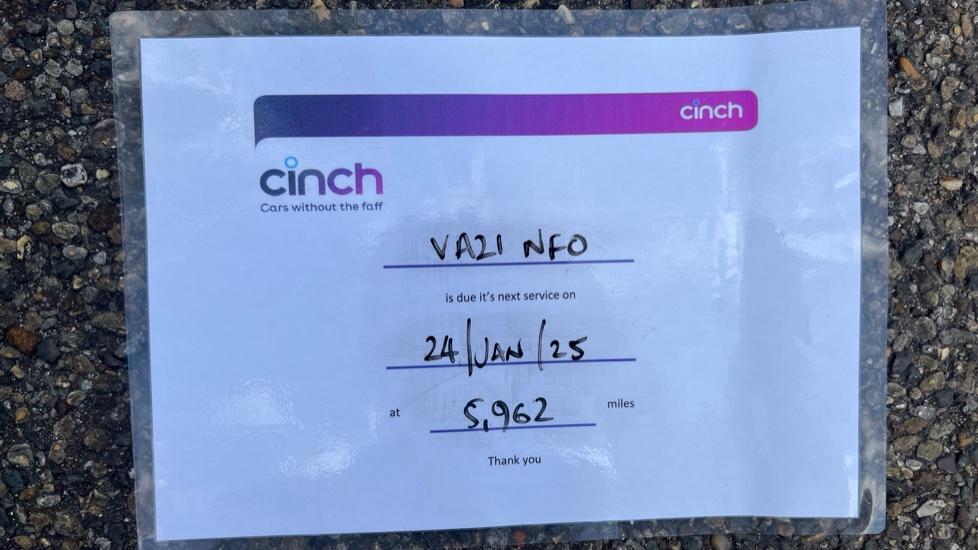 cinch
cinch
Cars without the faff
VA21 NFO
is due it's next service on
24/JAN/25
at 5,962 miles
Thank you